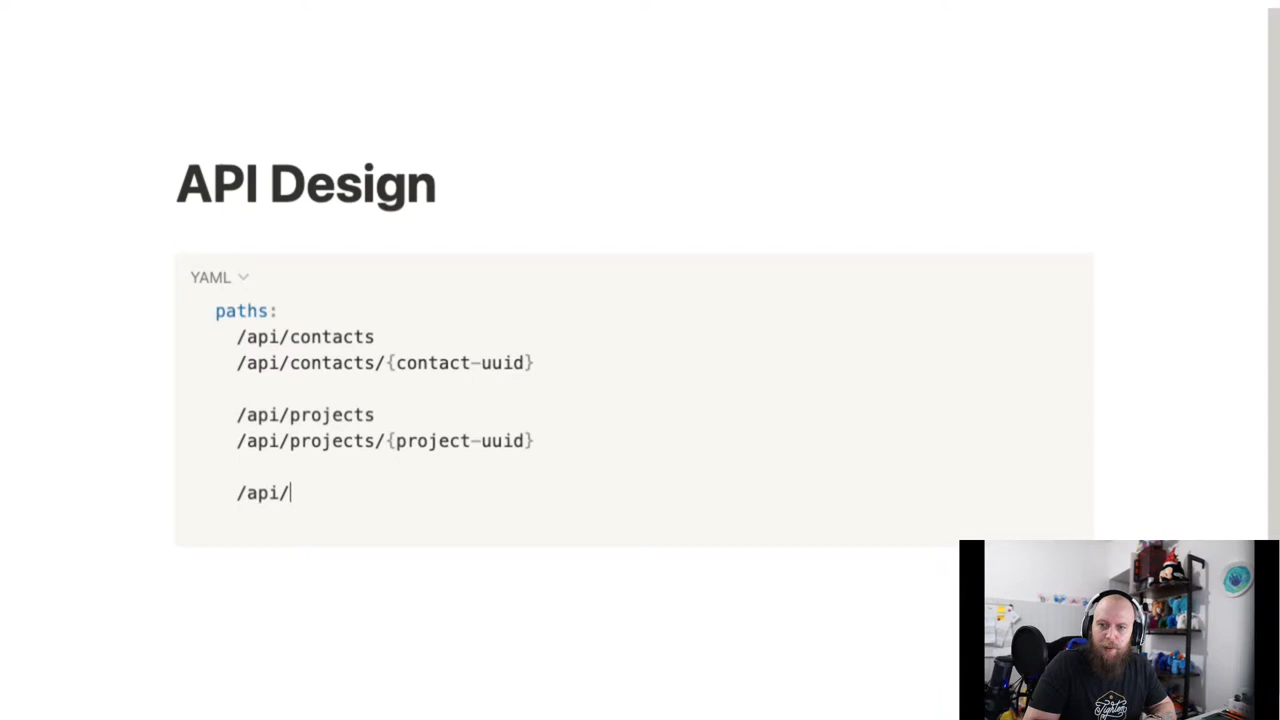 API Design
YAML
paths:
/api/contacts
/api/contacts/{contact-uuid}
/api/projects
/api/projects/{project-uuid}
/api/